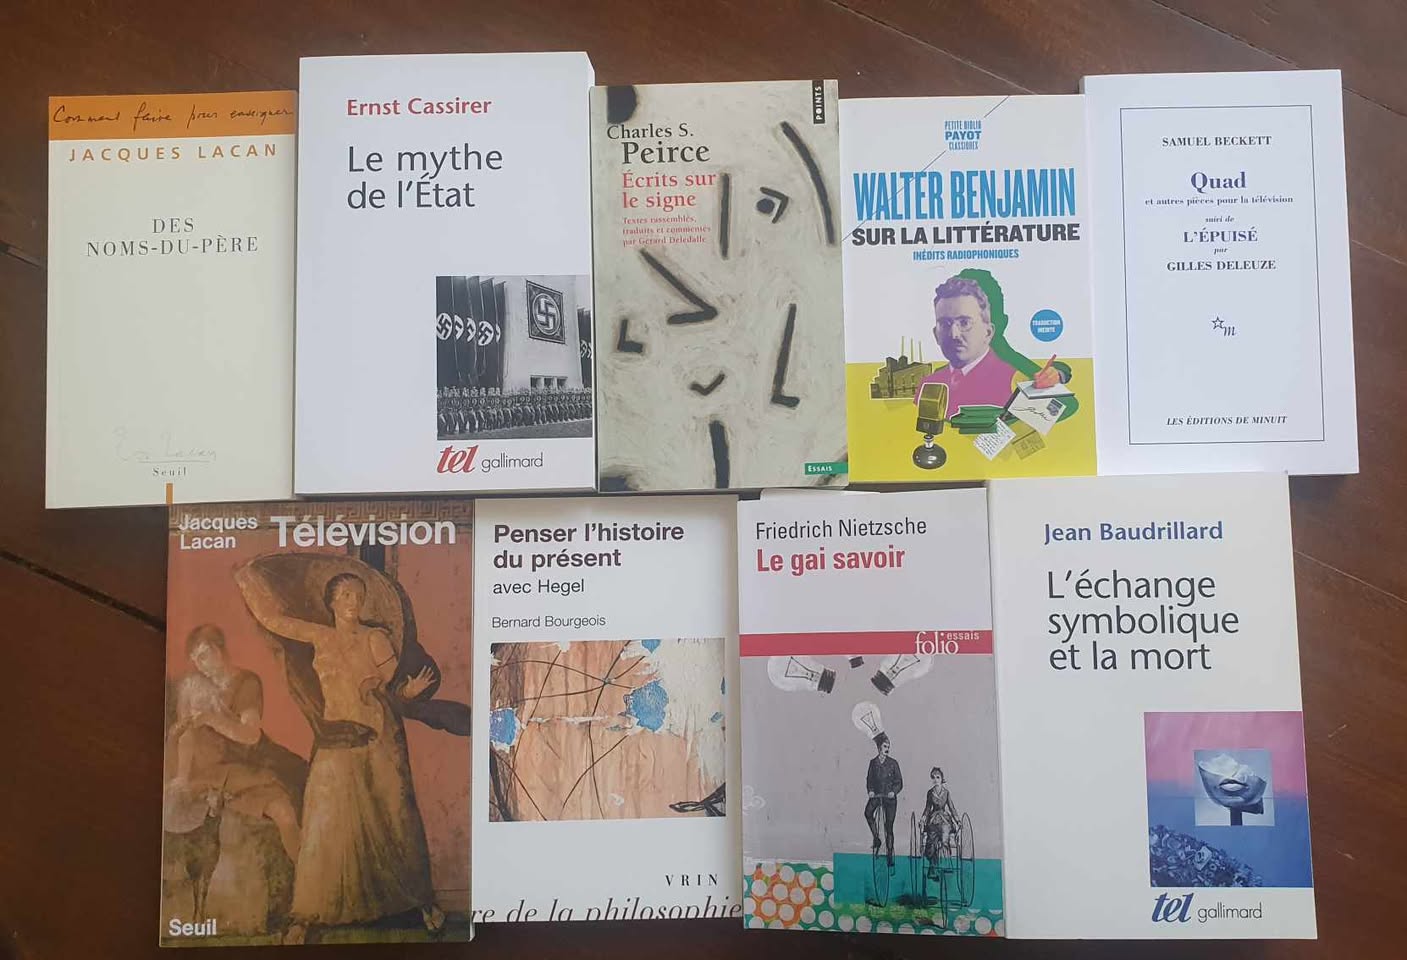 Comment faire pour enseigner
JACQUES LACAN
DES
NOMS-DU-PÈRE
Lacan
Seuil
Ernst Cassirer
Le mythe
de l'État
tel gallimard
POINTS
Charles S.
Peirce
Écrits sur
le signe
Textes rassemblés,
traduits et commentés
par Gérard Deledalle
ESSAIS
PETITE BIBLIO
PAYOT
CLASSIQUES
WALTER BENJAMIN
SUR LA LITTÉRATURE
INÉDITS RADIOPHONIQUES
TRADUCTION
INÉDITE
SAMUEL BECKETT
Quad
et autres pièces pour la télévision
suivi de
L'ÉPUISÉ
par
GILLES DELEUZE
m
LES ÉDITIONS DE MINUIT
Jacques
Lacan
Télévision
Seuil
Penser l'histoire
du présent
avec Hegel
Bernard Bourgeois
VRIN
re de la philosophie
Friedrich Nietzsche
Le gai savoir
folio essais
Jean Baudrillard
L'échange
symbolique
et la mort
tel gallimard